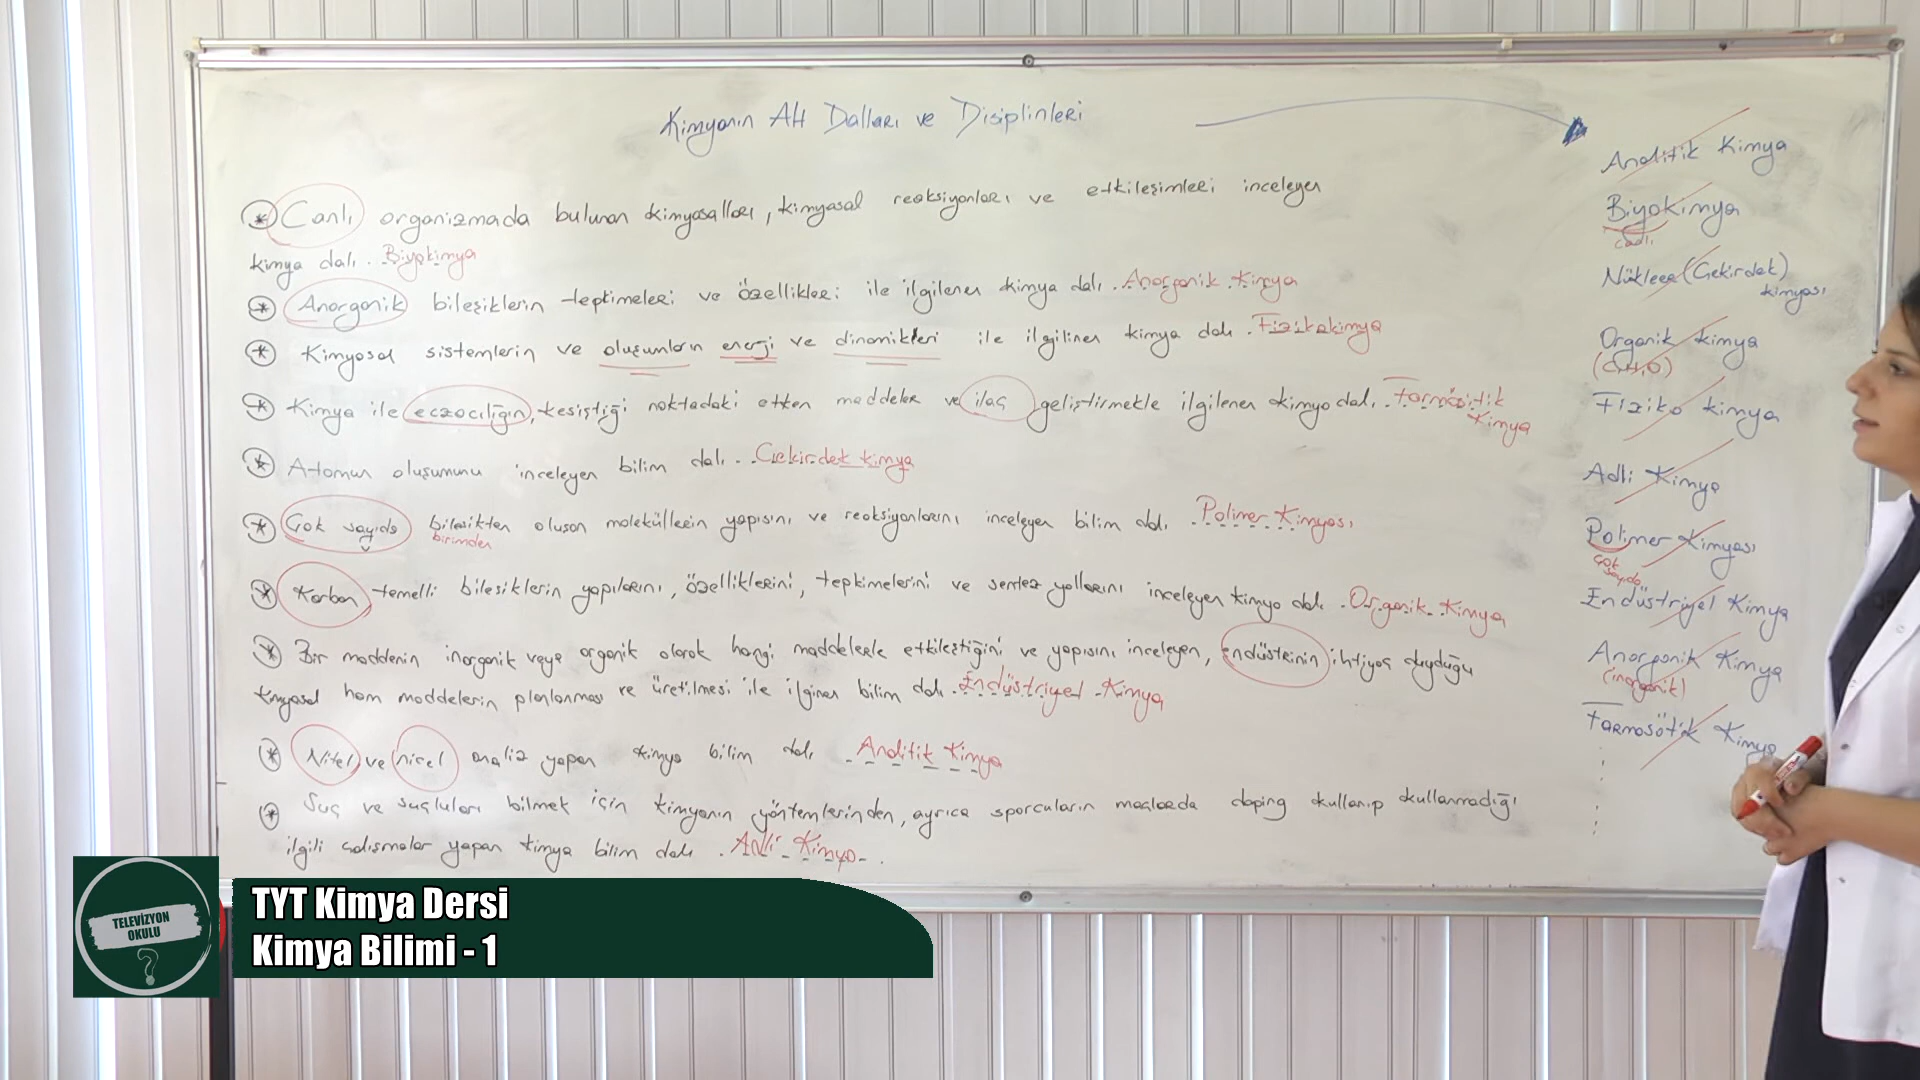 Kimyanın Alt Dalları ve Disiplinleri
* Canlı organizmada bulunan kimyasalları, kimyasal reaksiyonları ve etkileşimleri inceleyen
kimya dalı. Biyokimya
* Anorganik bileşiklerin tepkimeleri ve özellikleri ile ilgilenen kimya dalı. Anorganik Kimya
* Kimyasal sistemlerin ve oluşumların enerji ve dinamikleri ile ilgilinen kimya dalı. Fizikokimya
* Kimya ile eczacılığın, kesiştiği noktadaki etken maddeler ve ilaç geliştirmekle ilgilenen kimya dalı. Farmösitik
Kimya
* Atomun oluşumunu inceleyen bilim dalı. Çekirdek kimya
* Çok sayıda bileşikten oluşan moleküllerin yapısını ve reaksiyonlarını inceleyen bilim dalı. Polimer Kimyası
birimden
* Karbon temelli bileşiklerin yapılarını, özelliklerini, tepkimelerini ve sentez yollarını inceleyen kimya dalı. Organik Kimya
* Bir maddenin inorganik veya organik olarak hangi maddelerle etkileştiğini ve yapısını inceleyen, endüstrinin ihtiyaç duyduğu
kimyasal ham maddelerin planlanması ve üretilmesi ile ilginen bilim dalı. Endüstriyel Kimya
* Nitel ve nicel analiz yapan kimya bilim dalı. Analitik Kimya
* Suç ve suçluları bilmek için kimyanın yöntemlerinden, ayrıca sporcuların maçlarda doping kullanıp kullanmadığı
ilgili çalışmalar yapan kimya bilim dalı. Adli Kimya.
Analitik Kimya
Biyokimya
canlı
Nükleer (Çekirdek)
kimyası
Organik Kimya
(C,H,O)
Fiziko kimya
Adli Kimya
Polimer Kimyası
çok
sayıda
Endüstriyel Kimya
Anorganik Kimya
(inorganik)
Farmosötik Kimya
TELEVİZYON
OKULU
?
TYT Kimya Dersi
Kimya Bilimi - 1